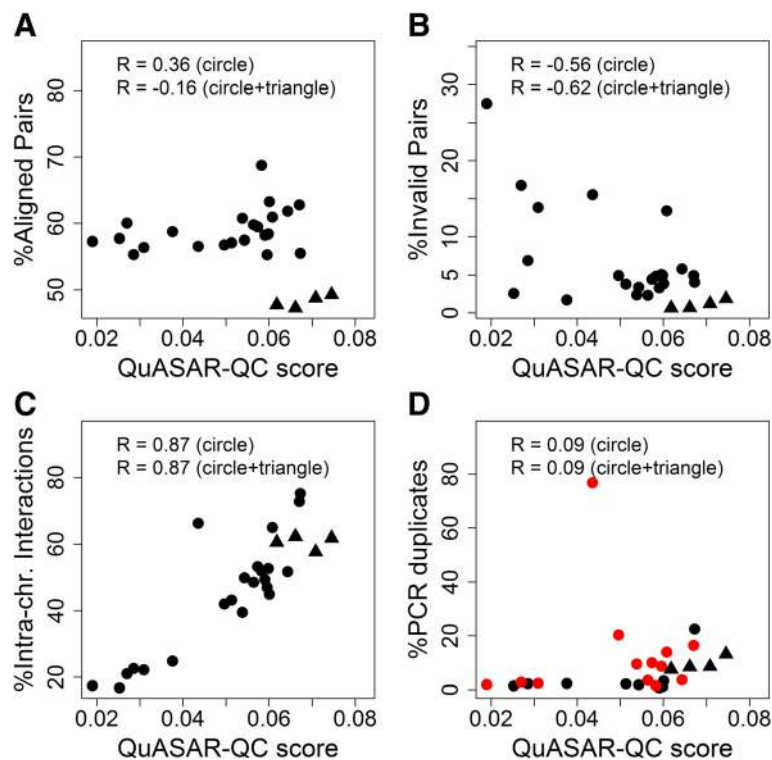 A
R = 0.36 (circle)
R = -0.16 (circle+triangle)
%Aligned Pairs
50 60 70 80
0.02 0.04 0.06 0.08
QuASAR-QC score
B
R = -0.56 (circle)
R = -0.62 (circle+triangle)
%Invalid Pairs
0 5 10 20 30
0.02 0.04 0.06 0.08
QuASAR-QC score
C
R = 0.87 (circle)
R = 0.87 (circle+triangle)
%Intra-chr. Interactions
20 40 60 80
0.02 0.04 0.06 0.08
QuASAR-QC score
D
R = 0.09 (circle)
R = 0.09 (circle+triangle)
%PCR duplicates
0 20 40 60 80
0.02 0.04 0.06 0.08
QuASAR-QC score